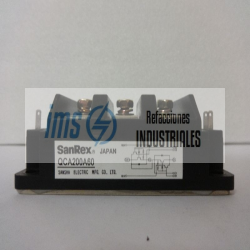 ims
Refacciones
INDUSTRIALES
SanRex® JAPAN
QCA200A60
SANSHA ELECTRIC MFG. CO., LTD.